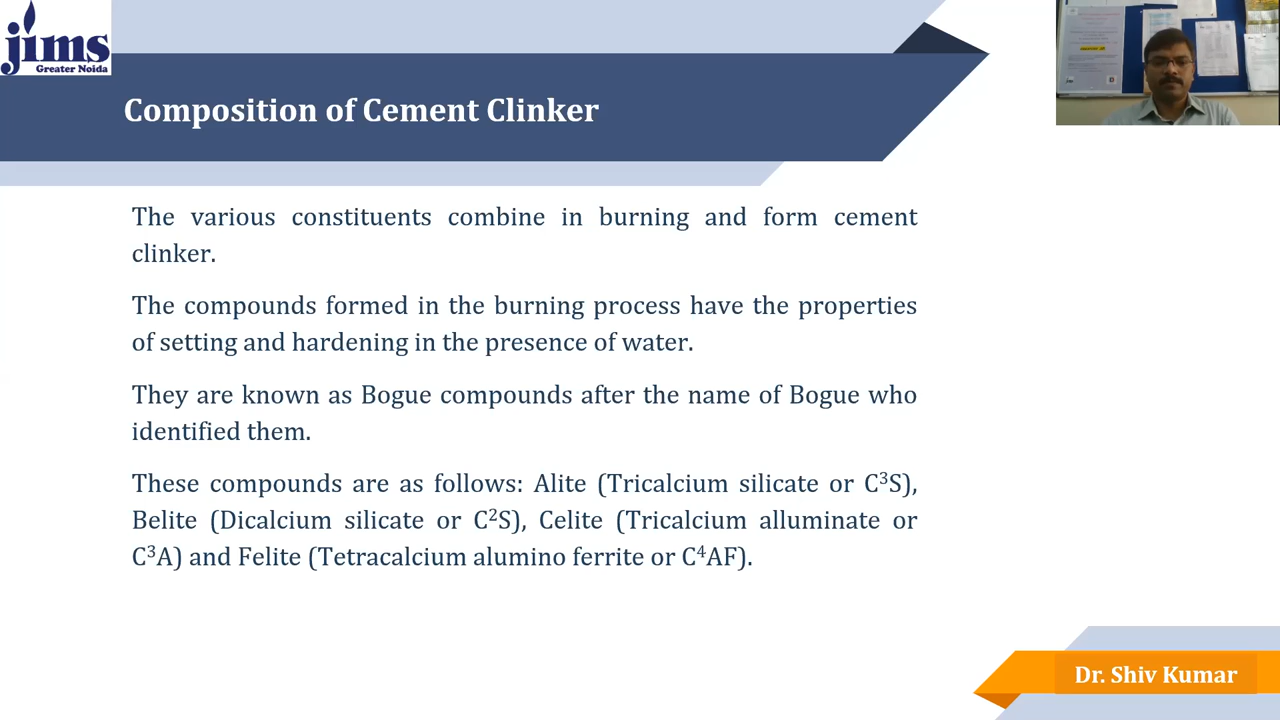 jims
Greater Noida
Composition of Cement Clinker
The various constituents combine in burning and form cement
clinker.
The compounds formed in the burning process have the properties
of setting and hardening in the presence of water.
They are known as Bogue compounds after the name of Bogue who
identified them.
These compounds are as follows: Alite (Tricalcium silicate or C³S),
Belite (Dicalcium silicate or C²S), Celite (Tricalcium alluminate or
C³A) and Felite (Tetracalcium alumino ferrite or C⁴AF).
Dr. Shiv Kumar